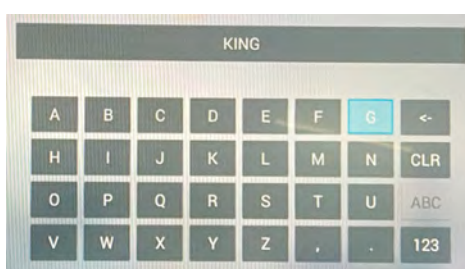 KING
A B C D E F G <-
H I J K L M N CLR
O P Q R S T U ABC
V W X Y Z , . 123